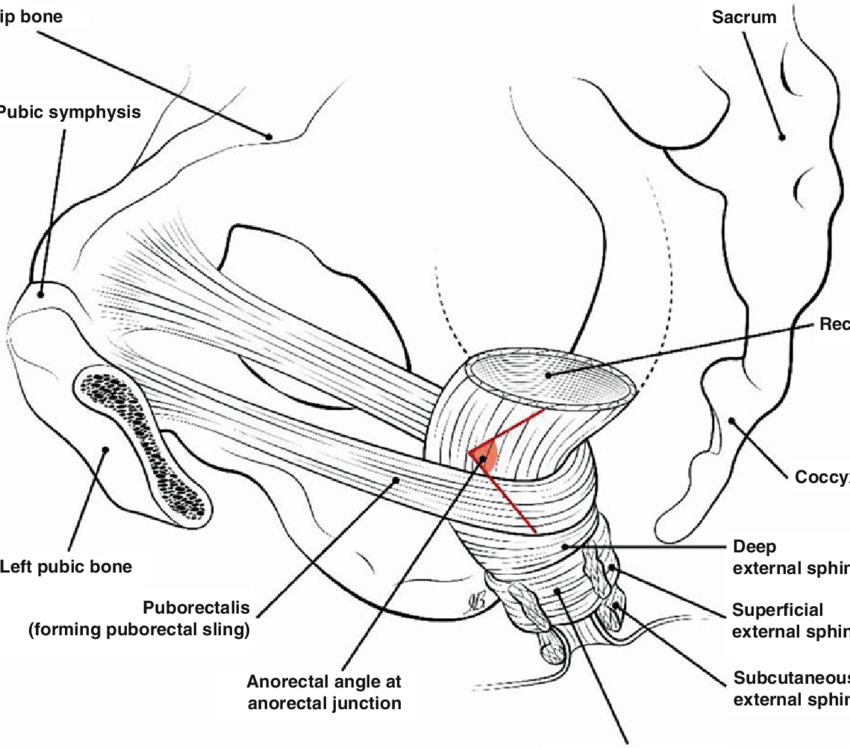 ip bone
Sacrum
Pubic symphysis
Rec
Coccy
Left pubic bone
Deep
external sphin
Puborectalis
(forming puborectal sling)
Superficial
external sphin
Anorectal angle at
anorectal junction
Subcutaneous
external sphin